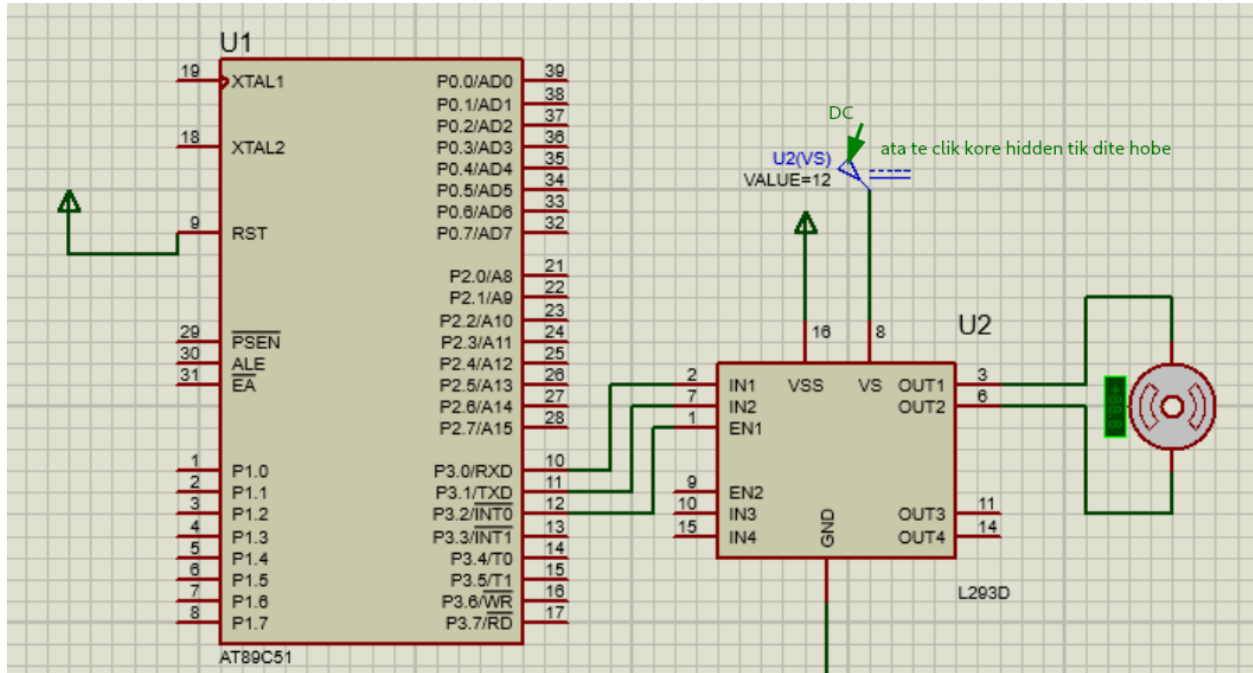 U1
19 XTAL1 P0.0/AD0 39
P0.1/AD1 38
P0.2/AD2 37
18 XTAL2 P0.3/AD3 36
P0.4/AD4 35
P0.5/AD5 34
P0.6/AD6 33
9 RST P0.7/AD7 32
P2.0/A8 21
P2.1/A9 22
P2.2/A10 23
29 PSEN P2.3/A11 24
30 ALE P2.4/A12 25
31 EA P2.5/A13 26
P2.6/A14 27
P2.7/A15 28
1 P1.0 P3.0/RXD 10
2 P1.1 P3.1/TXD 11
3 P1.2 P3.2/INT0 12
4 P1.3 P3.3/INT1 13
5 P1.4 P3.4/T0 14
6 P1.5 P3.5/T1 15
7 P1.6 P3.6/WR 16
8 P1.7 P3.7/RD 17
AT89C51
DC
ata te clik kore hidden tik dite hobe
U2(VS)
VALUE=12
U2
16 8
2 IN1 VSS VS OUT1 3
7 IN2 OUT2 6
1 EN1
9 EN2
10 IN3 OUT3 11
15 IN4 GND OUT4 14
L293D